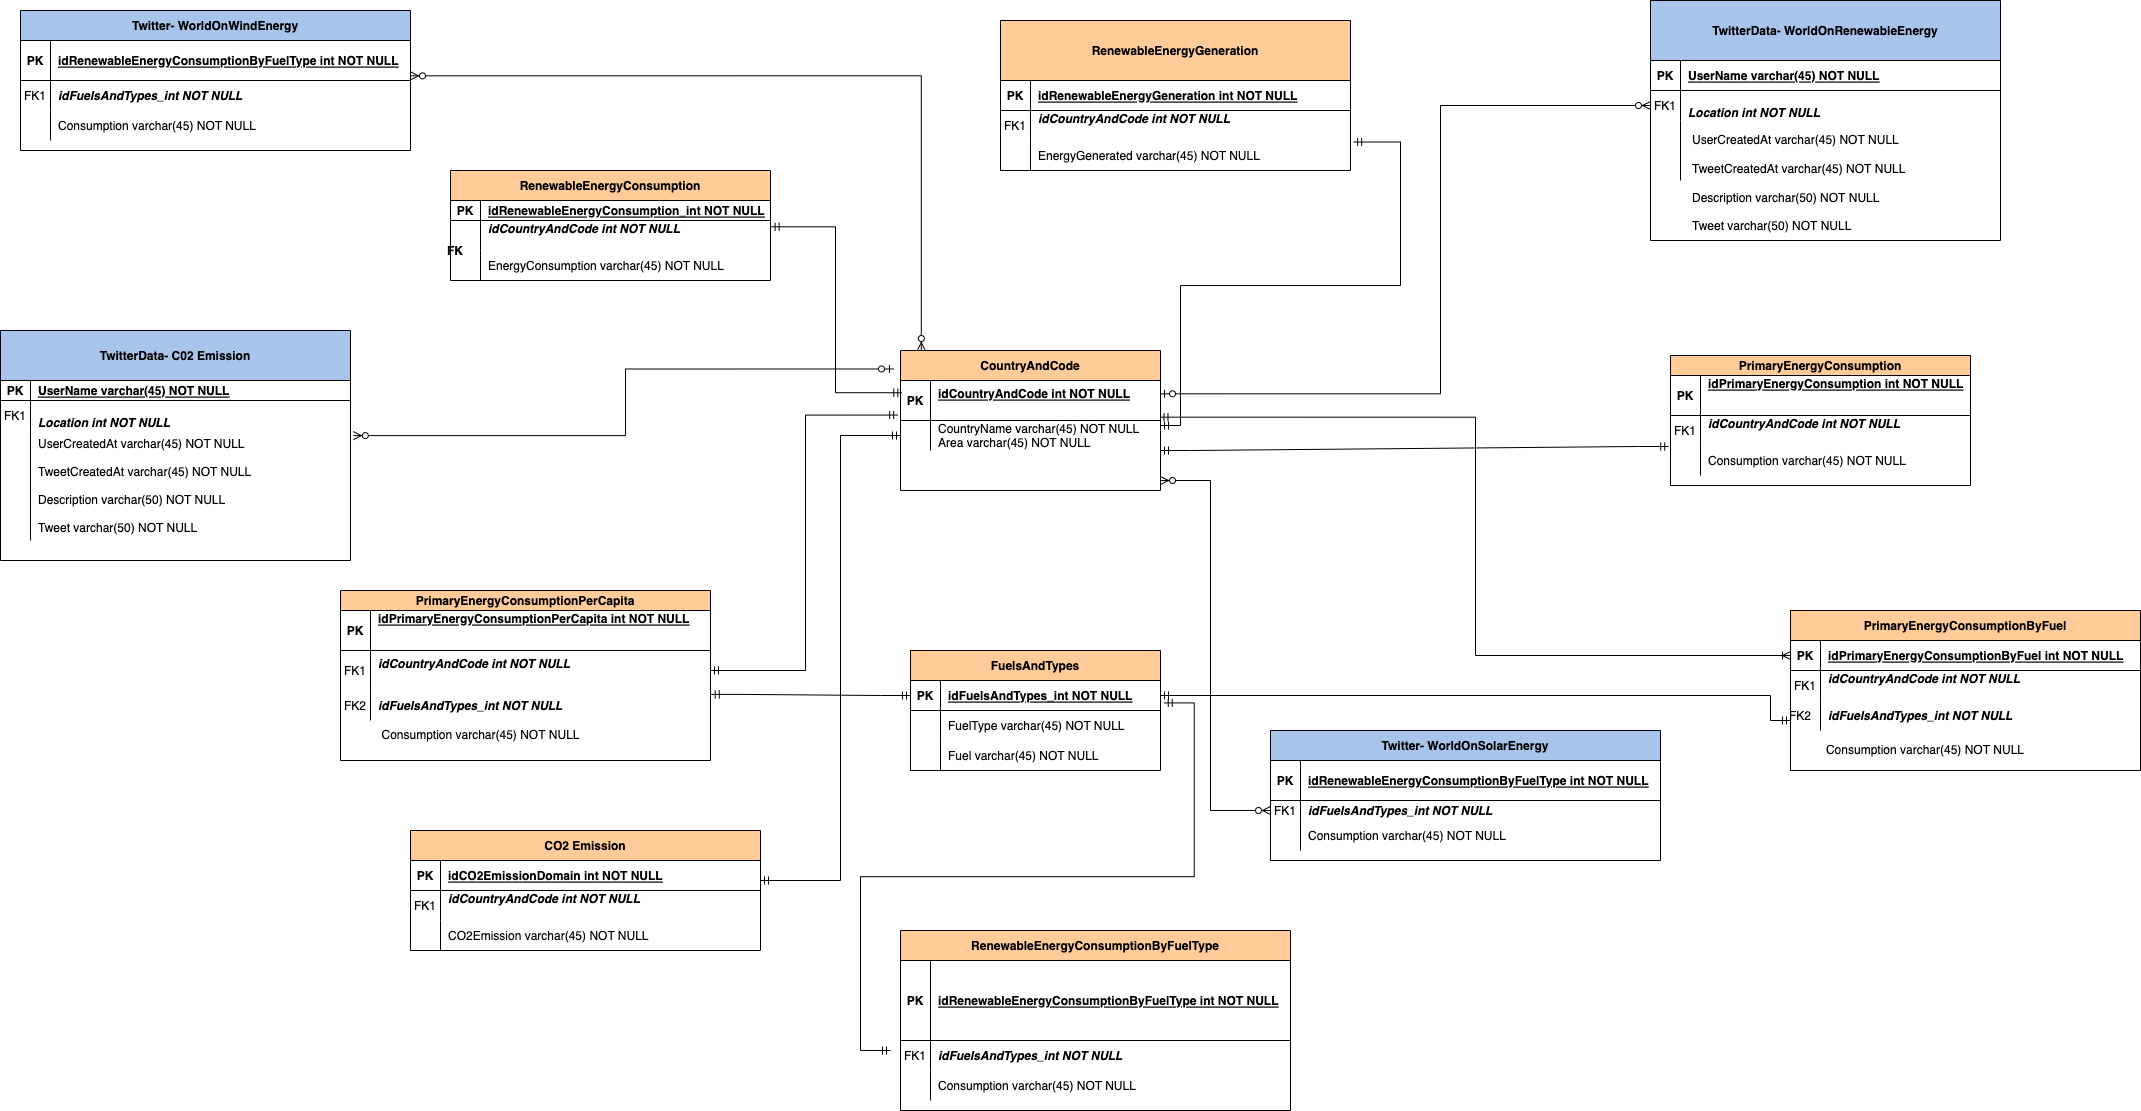 Twitter- WorldOnWindEnergy
PK idRenewableEnergyConsumptionByFuelType int NOT NULL
FK1 idFuelsAndTypes_int NOT NULL
Consumption varchar(45) NOT NULL
RenewableEnergyGeneration
PK idRenewableEnergyGeneration int NOT NULL
FK1 idCountryAndCode int NOT NULL
EnergyGenerated varchar(45) NOT NULL
TwitterData- WorldOnRenewableEnergy
PK UserName varchar(45) NOT NULL
FK1 Location int NOT NULL
UserCreatedAt varchar(45) NOT NULL
TweetCreatedAt varchar(45) NOT NULL
Description varchar(50) NOT NULL
Tweet varchar(50) NOT NULL
RenewableEnergyConsumption
PK idRenewableEnergyConsumption_int NOT NULL
idCountryAndCode int NOT NULL
FK
EnergyConsumption varchar(45) NOT NULL
TwitterData- C02 Emission
PK UserName varchar(45) NOT NULL
FK1 Location int NOT NULL
UserCreatedAt varchar(45) NOT NULL
TweetCreatedAt varchar(45) NOT NULL
Description varchar(50) NOT NULL
Tweet varchar(50) NOT NULL
CountryAndCode
PK idCountryAndCode int NOT NULL
CountryName varchar(45) NOT NULL
Area varchar(45) NOT NULL
PrimaryEnergyConsumption
PK idPrimaryEnergyConsumption int NOT NULL
FK1 idCountryAndCode int NOT NULL
Consumption varchar(45) NOT NULL
PrimaryEnergyConsumptionPerCapita
PK idPrimaryEnergyConsumptionPerCapita int NOT NULL
FK1 idCountryAndCode int NOT NULL
FK2 idFuelsAndTypes_int NOT NULL
Consumption varchar(45) NOT NULL
FuelsAndTypes
PK idFuelsAndTypes_int NOT NULL
FuelType varchar(45) NOT NULL
Fuel varchar(45) NOT NULL
PrimaryEnergyConsumptionByFuel
PK idPrimaryEnergyConsumptionByFuel int NOT NULL
FK1 idCountryAndCode int NOT NULL
FK2 idFuelsAndTypes_int NOT NULL
Consumption varchar(45) NOT NULL
Twitter- WorldOnSolarEnergy
PK idRenewableEnergyConsumptionByFuelType int NOT NULL
FK1 idFuelsAndTypes_int NOT NULL
Consumption varchar(45) NOT NULL
CO2 Emission
PK idCO2EmissionDomain int NOT NULL
FK1 idCountryAndCode int NOT NULL
CO2Emission varchar(45) NOT NULL
RenewableEnergyConsumptionByFuelType
PK idRenewableEnergyConsumptionByFuelType int NOT NULL
FK1 idFuelsAndTypes_int NOT NULL
Consumption varchar(45) NOT NULL